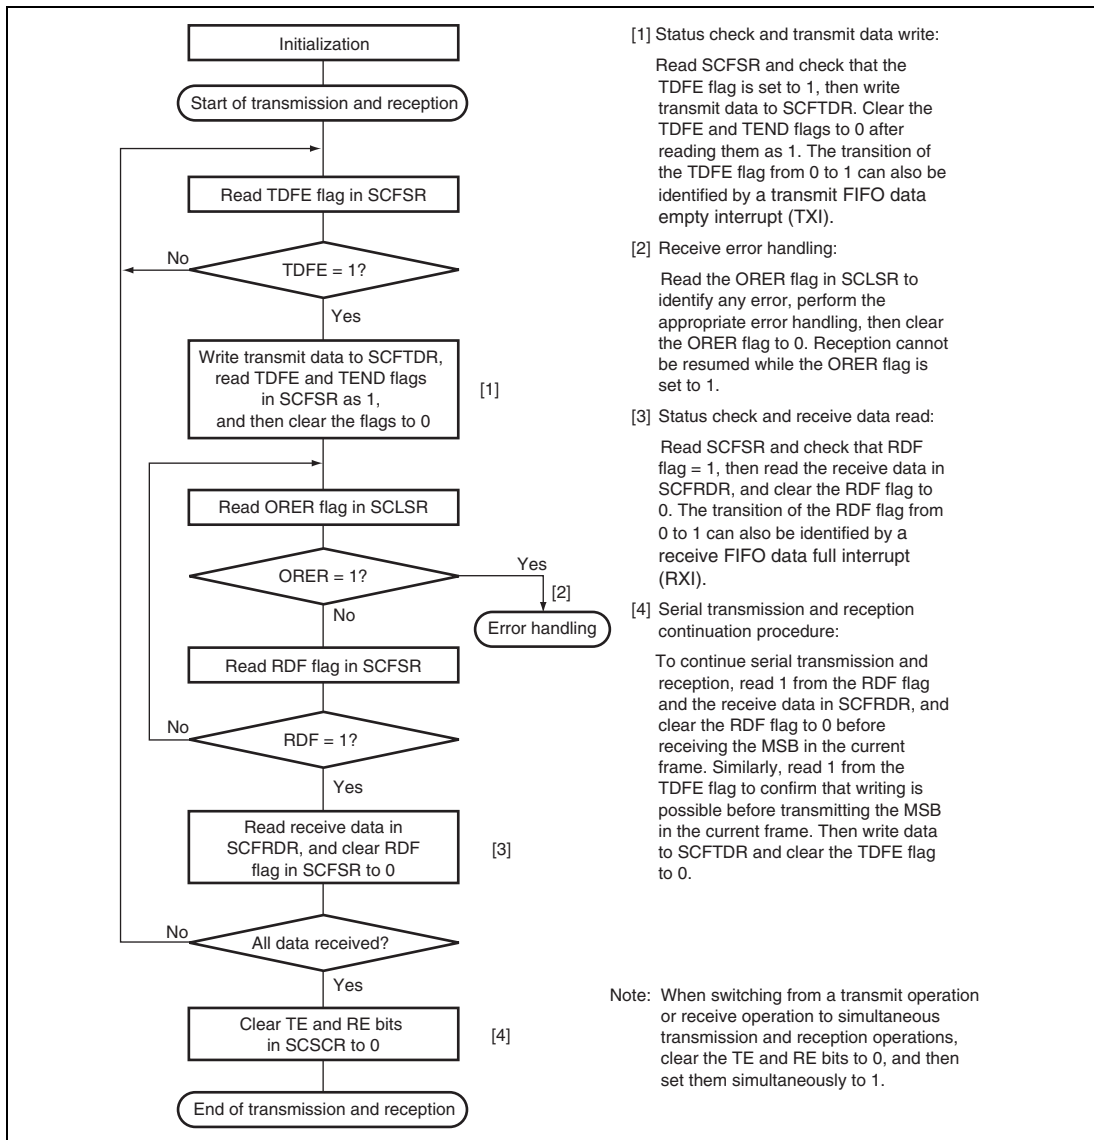 Initialization
Start of transmission and reception
Read TDFE flag in SCFSR
No
TDFE = 1?
Yes
Write transmit data to SCFTDR,
read TDFE and TEND flags
in SCFSR as 1,
and then clear the flags to 0
[1]
Read ORER flag in SCLSR
ORER = 1?
Yes
[2]
Error handling
No
Read RDF flag in SCFSR
No
RDF = 1?
Yes
Read receive data in
SCFRDR, and clear RDF
flag in SCFSR to 0
[3]
No
All data received?
Yes
Clear TE and RE bits
in SCSCR to 0
[4]
End of transmission and reception
[1] Status check and transmit data write:
Read SCFSR and check that the
TDFE flag is set to 1, then write
transmit data to SCFTDR. Clear the
TDFE and TEND flags to 0 after
reading them as 1. The transition of
the TDFE flag from 0 to 1 can also be
identified by a transmit FIFO data
empty interrupt (TXI).
[2] Receive error handling:
Read the ORER flag in SCLSR to
identify any error, perform the
appropriate error handling, then clear
the ORER flag to 0. Reception cannot
be resumed while the ORER flag is
set to 1.
[3] Status check and receive data read:
Read SCFSR and check that RDF
flag = 1, then read the receive data in
SCFRDR, and clear the RDF flag to
0. The transition of the RDF flag from
0 to 1 can also be identified by a
receive FIFO data full interrupt
(RXI).
[4] Serial transmission and reception
continuation procedure:
To continue serial transmission and
reception, read 1 from the RDF flag
and the receive data in SCFRDR, and
clear the RDF flag to 0 before
receiving the MSB in the current
frame. Similarly, read 1 from the
TDFE flag to confirm that writing is
possible before transmitting the MSB
in the current frame. Then write data
to SCFTDR and clear the TDFE flag
to 0.
Note: When switching from a transmit operation
or receive operation to simultaneous
transmission and reception operations,
clear the TE and RE bits to 0, and then
set them simultaneously to 1.